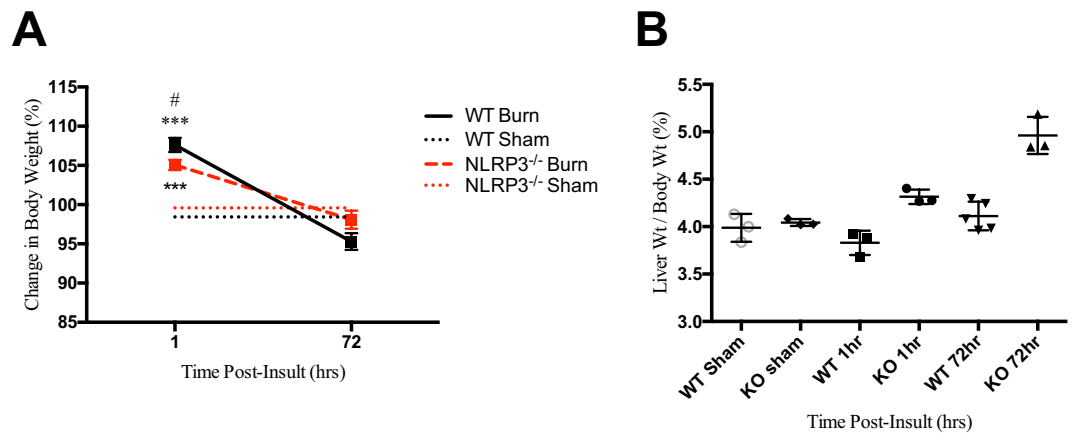 A
Change in Body Weight (%)
115
110
105
100
95
90
85
#
***
***
1
72
Time Post-Insult (hrs)
WT Burn
WT Sham
NLRP3-/- Burn
NLRP3-/- Sham
B
Liver Wt / Body Wt (%)
5.5
5.0
4.5
4.0
3.5
3.0
WT Sham
KO sham
WT 1hr
KO 1hr
WT 72hr
KO 72hr
Time Post-Insult (hrs)